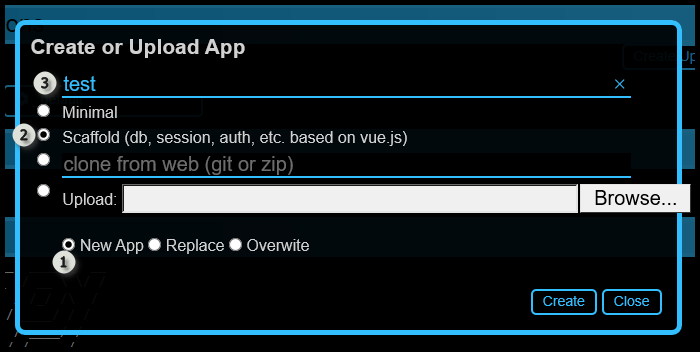 Create or Upload App
3 test ×
Minimal
2 Scaffold (db, session, auth, etc. based on vue.js)
clone from web (git or zip)
Upload: Browse...
New App Replace Overwite
1
Create Close